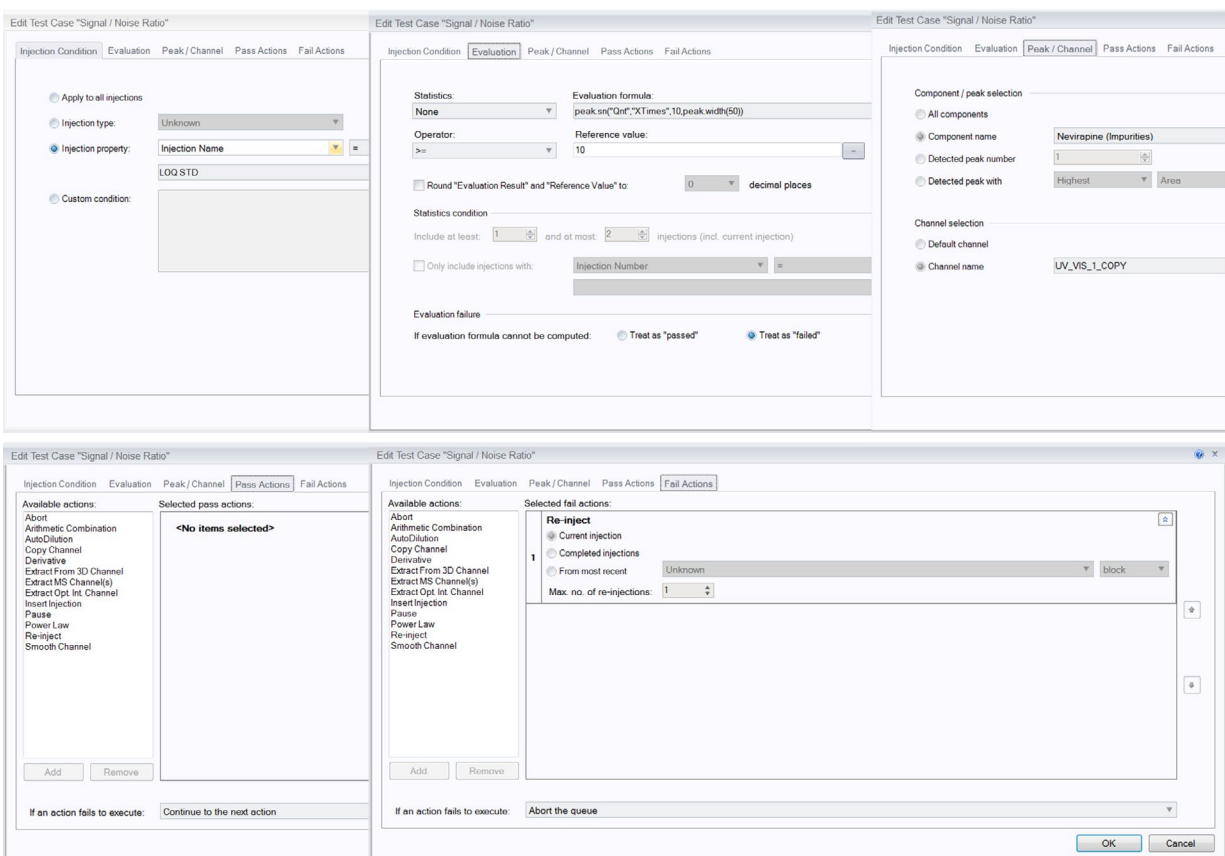 Edit Test Case "Signal / Noise Ratio"
Injection Condition Evaluation Peak / Channel Pass Actions Fail Actions
Apply to all injections
Injection type: Unknown
Injection property: Injection Name =
LOQ STD
Custom condition:
Edit Test Case "Signal / Noise Ratio"
Injection Condition Evaluation Peak / Channel Pass Actions Fail Actions
Statistics: Evaluation formula:
None peak.sn("Qnt","XTimes",10,peak.width(50))
Operator: Reference value:
>= 10 ...
Round "Evaluation Result" and "Reference Value" to: 0 decimal places
Statistics condition
Include at least: 1 and at most: 2 injections (incl. current injection)
Only include injections with: Injection Number =
Evaluation failure
If evaluation formula cannot be computed: Treat as "passed" Treat as "failed"
Edit Test Case "Signal / Noise Ratio"
Injection Condition Evaluation Peak / Channel Pass Actions Fail Actions
Component / peak selection
All components
Component name Nevirapine (Impurities)
Detected peak number 1
Detected peak with Highest Area
Channel selection
Default channel
Channel name UV_VIS_1_COPY
Edit Test Case "Signal / Noise Ratio"
Injection Condition Evaluation Peak / Channel Pass Actions Fail Actions
Available actions: Selected pass actions:
Abort
Arithmetic Combination
AutoDilution
Copy Channel
Derivative
Extract From 3D Channel
Extract MS Channel(s)
Extract Opt. Int. Channel
Insert Injection
Pause
Power Law
Re-inject
Smooth Channel
<No items selected>
Add Remove
If an action fails to execute: Continue to the next action
Edit Test Case "Signal / Noise Ratio"
Injection Condition Evaluation Peak / Channel Pass Actions Fail Actions
Available actions: Selected fail actions:
Abort
Arithmetic Combination
AutoDilution
Copy Channel
Derivative
Extract From 3D Channel
Extract MS Channel(s)
Extract Opt. Int. Channel
Insert Injection
Pause
Power Law
Re-inject
Smooth Channel
1
Re-inject
Current injection
Completed injections
From most recent Unknown block
Max. no. of re-injections: 1
Add Remove
If an action fails to execute: Abort the queue
OK Cancel